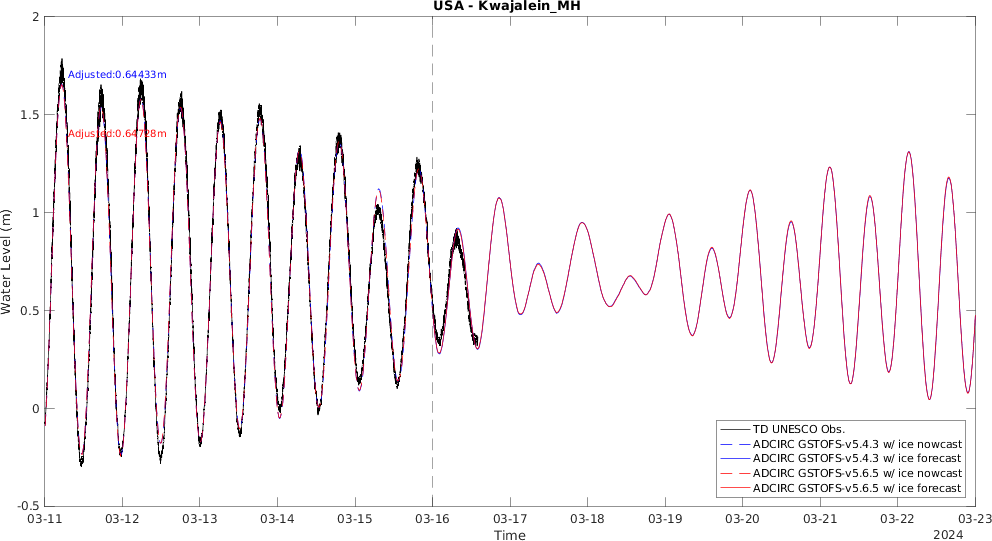 USA - Kwajalein_MH
Water Level (m)
2
1.5
1
0.5
0
-0.5
Adjusted:0.64433m
Adjusted:0.64728m
TD UNESCO Obs.
ADCIRC GSTOFS-v5.4.3 w/ ice nowcast
ADCIRC GSTOFS-v5.4.3 w/ ice forecast
ADCIRC GSTOFS-v5.6.5 w/ ice nowcast
ADCIRC GSTOFS-v5.6.5 w/ ice forecast
03-11 03-12 03-13 03-14 03-15 03-16 03-17 03-18 03-19 03-20 03-21 03-22 03-23
Time
2024